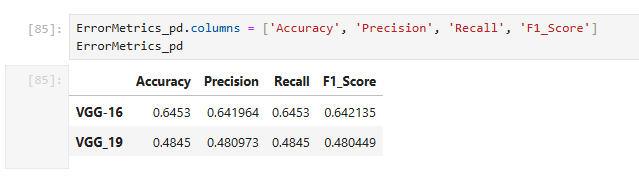 [85]: ErrorMetrics_pd.columns = ['Accuracy', 'Precision', 'Recall', 'F1_Score']
ErrorMetrics_pd
[85]:
Accuracy Precision Recall F1_Score
VGG-16 0.6453 0.641964 0.6453 0.642135
VGG_19 0.4845 0.480973 0.4845 0.480449